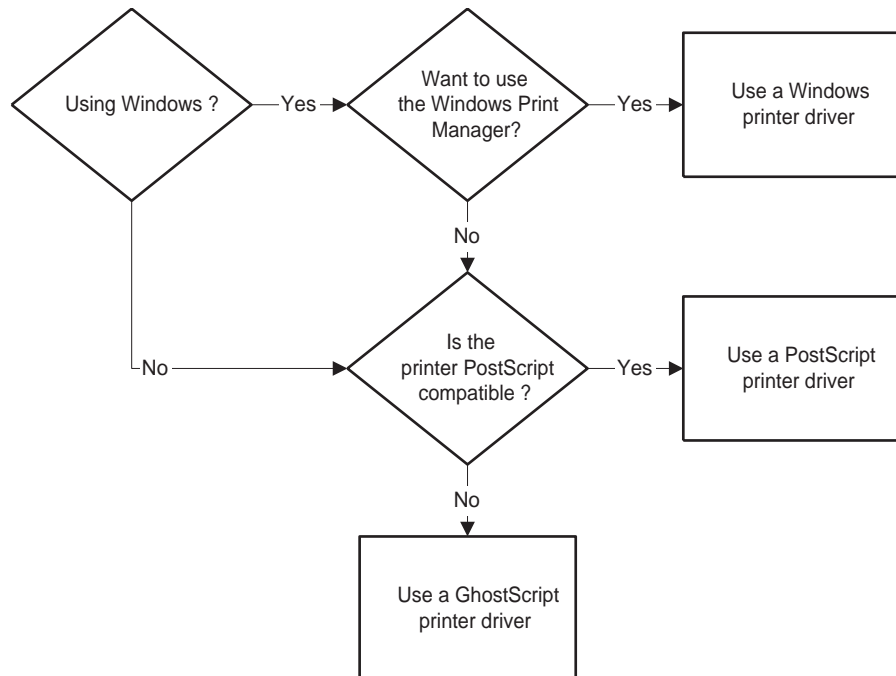 Using Windows ?
Yes
Want to use
the Windows Print
Manager?
Yes
Use a Windows
printer driver
No
No
Is the
printer PostScript
compatible ?
Yes
Use a PostScript
printer driver
No
Use a GhostScript
printer driver